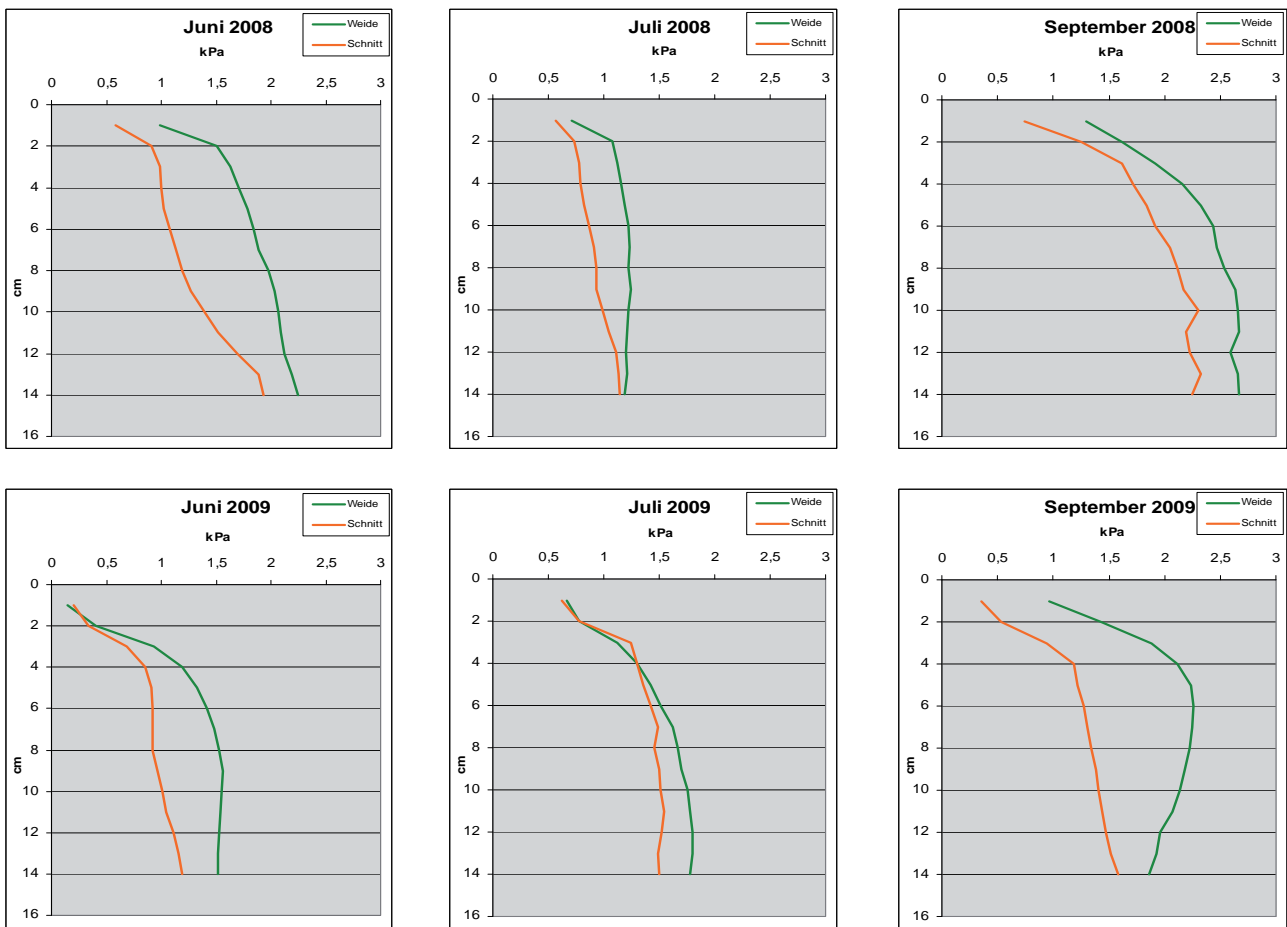 Juni 2008
Weide
Schnitt
kPa
0 0,5 1 1,5 2 2,5 3
0
2
4
6
8
10
12
14
16
cm
Juli 2008
Weide
Schnitt
kPa
0 0,5 1 1,5 2 2,5 3
0
2
4
6
8
10
12
14
16
cm
September 2008
Weide
Schnitt
kPa
0 0,5 1 1,5 2 2,5 3
0
2
4
6
8
10
12
14
16
cm
Juni 2009
Weide
Schnitt
kPa
0 0,5 1 1,5 2 2,5 3
0
2
4
6
8
10
12
14
16
cm
Juli 2009
Weide
Schnitt
kPa
0 0,5 1 1,5 2 2,5 3
0
2
4
6
8
10
12
14
16
cm
September 2009
Weide
Schnitt
kPa
0 0,5 1 1,5 2 2,5 3
0
2
4
6
8
10
12
14
16
cm